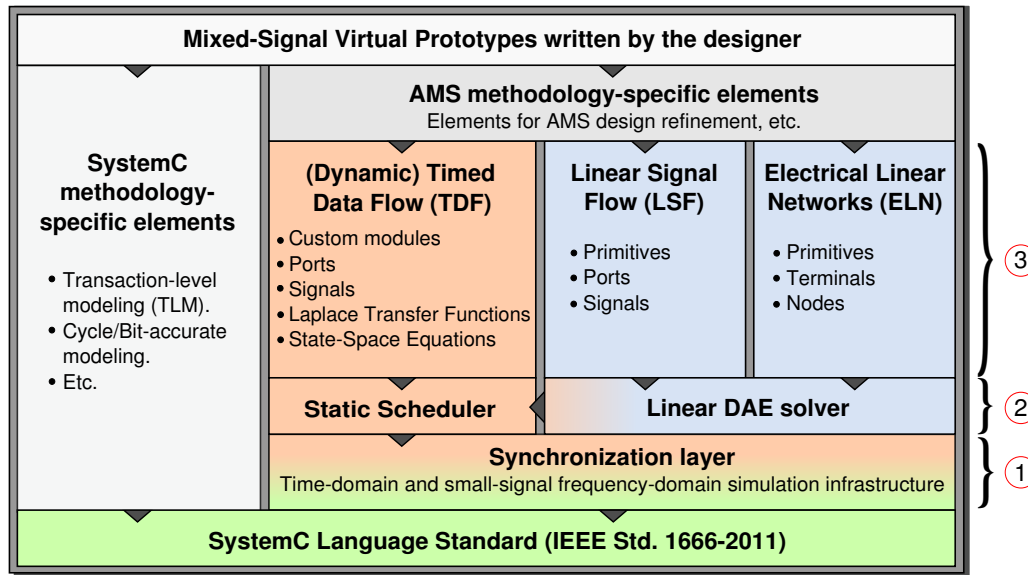 Mixed-Signal Virtual Prototypes written by the designer
AMS methodology-specific elements
Elements for AMS design refinement, etc.
SystemC
methodology-
specific elements
• Transaction-level
modeling (TLM).
• Cycle/Bit-accurate
modeling.
• Etc.
(Dynamic) Timed
Data Flow (TDF)
• Custom modules
• Ports
• Signals
• Laplace Transfer Functions
• State-Space Equations
Linear Signal
Flow (LSF)
• Primitives
• Ports
• Signals
Electrical Linear
Networks (ELN)
• Primitives
• Terminals
• Nodes
3
Static Scheduler
Linear DAE solver
2
Synchronization layer
Time-domain and small-signal frequency-domain simulation infrastructure
1
SystemC Language Standard (IEEE Std. 1666-2011)